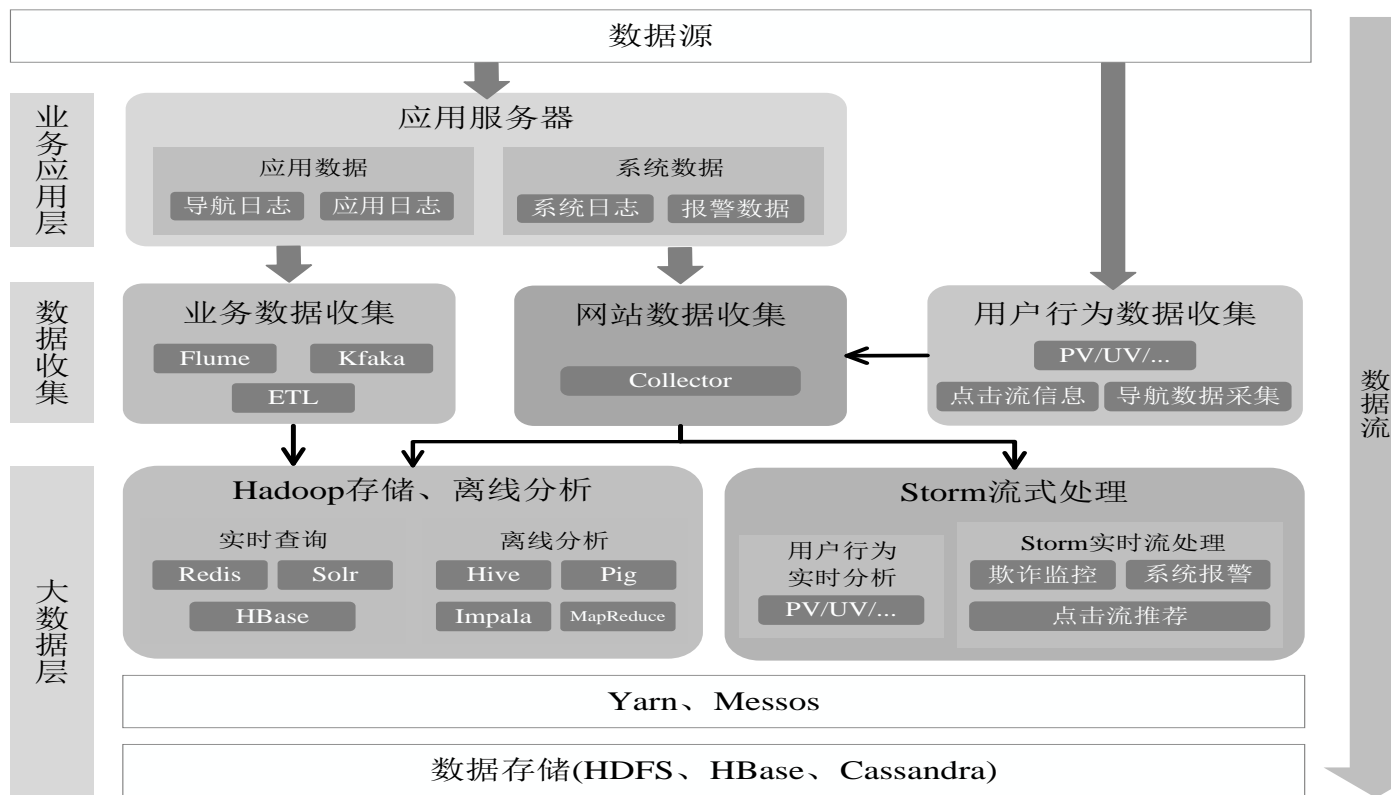 数据源
业务应用层
应用服务器
应用数据
导航日志
应用日志
系统数据
系统日志
报警数据
数据收集
业务数据收集
Flume
Kfaka
ETL
网站数据收集
Collector
用户行为数据收集
PV/UV/...
点击流信息
导航数据采集
大数据层
Hadoop存储、离线分析
实时查询
Redis
Solr
HBase
离线分析
Hive
Pig
Impala
MapReduce
Storm流式处理
用户行为
实时分析
PV/UV/...
Storm实时流处理
欺诈监控
系统报警
点击流推荐
Yarn、Messos
数据存储(HDFS、HBase、Cassandra)
数据流